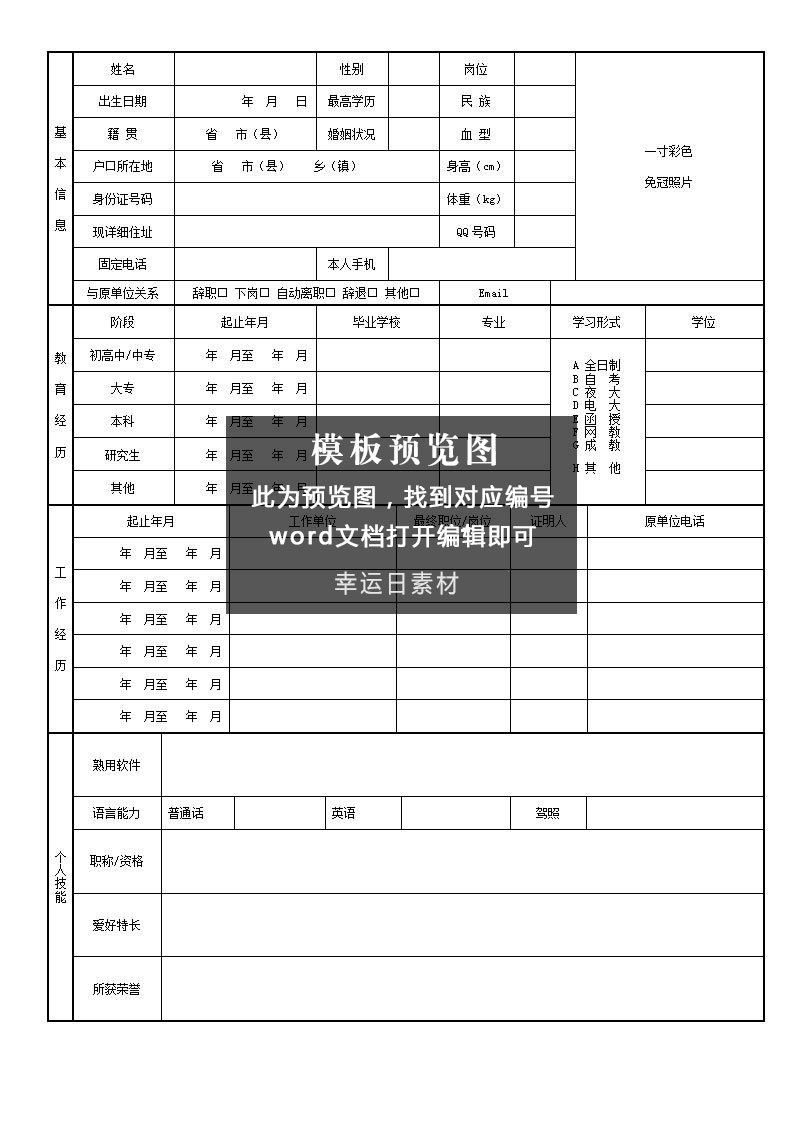 姓名 性别 岗位
出生日期 年 月 日 最高学历 民 族
籍 贯 省 市（县） 婚姻状况 血 型
户口所在地 省 市（县） 乡（镇） 身高（cm）
身份证号码 体重（kg）
现详细住址 QQ号码
固定电话 本人手机
一寸彩色
免冠照片
与原单位关系 辞职□ 下岗□ 自动离职□ 辞退□ 其他□ Email
基本信息
阶段 起止年月 毕业学校 专业 学习形式 学位
初高中/中专 年 月至 年 月
大专 年 月至 年 月
本科 年 月至 年 月
研究生 年 月至 年 月
其他 年 月至 年 月
A 全日制
B 自 考
C 夜 大
D 电 大
E 函 授
F 网 教
G 成 教
H 其 他
教育经历
起止年月 工作单位 最终职位/岗位 证明人 原单位电话
年 月至 年 月
年 月至 年 月
年 月至 年 月
年 月至 年 月
年 月至 年 月
年 月至 年 月
工作经历
模板预览图
此为预览图，找到对应编号
word文档打开编辑即可
幸运日素材
熟用软件
语言能力 普通话 英语 驾照
职称/资格
爱好特长
所获荣誉
个人技能